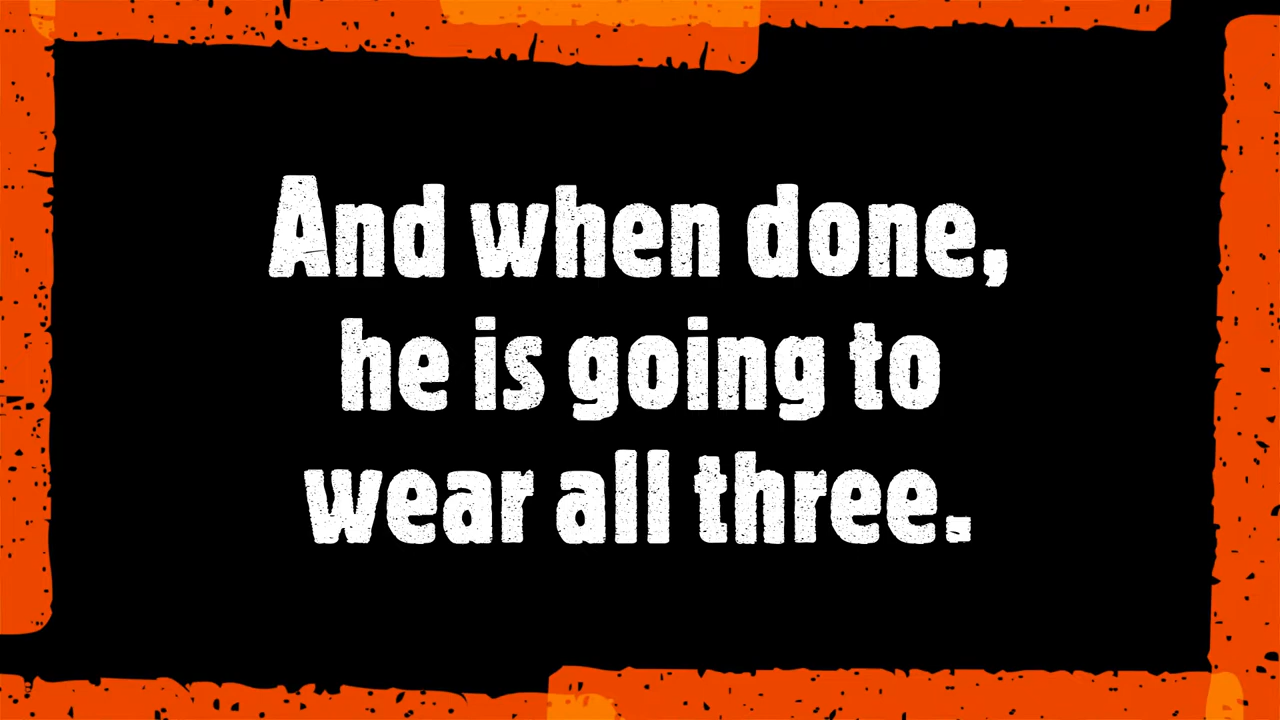 And when done,
he is going to
wear all three.